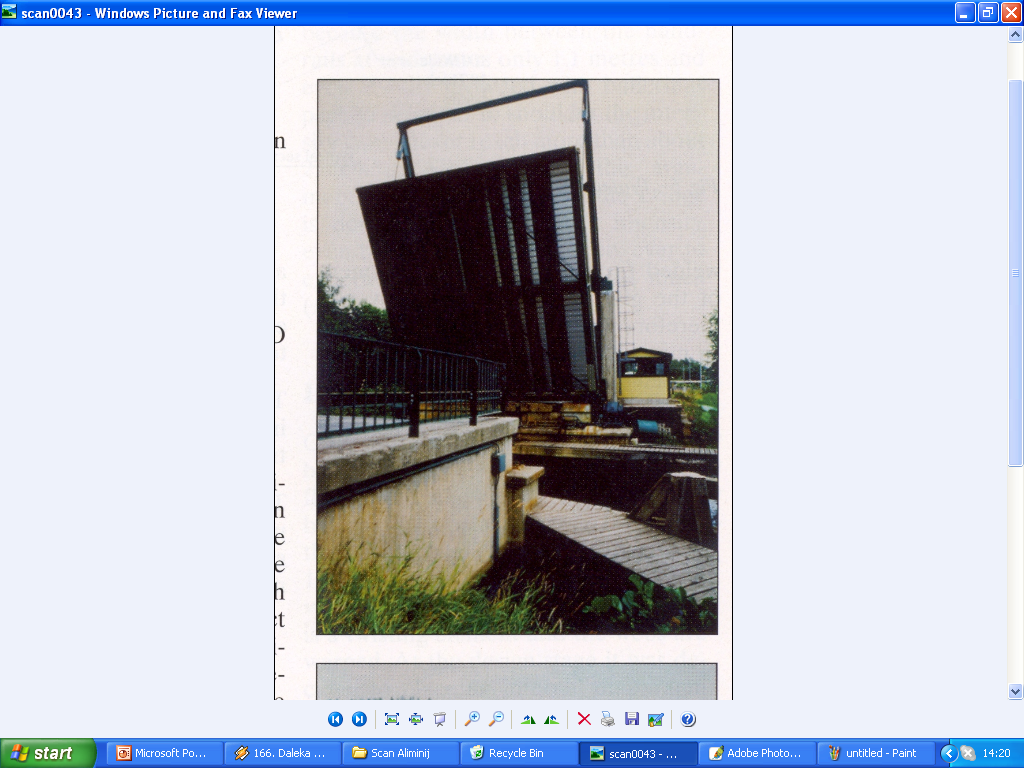 scan0043 - Windows Picture and Fax Viewer
n
O
-
n
e
e
h
ct
-
-
start
Microsoft Po...
166. Daleka ...
Scan Aliminij
Recycle Bin
scan0043 - ...
Adobe Photo...
untitled - Paint
14:20